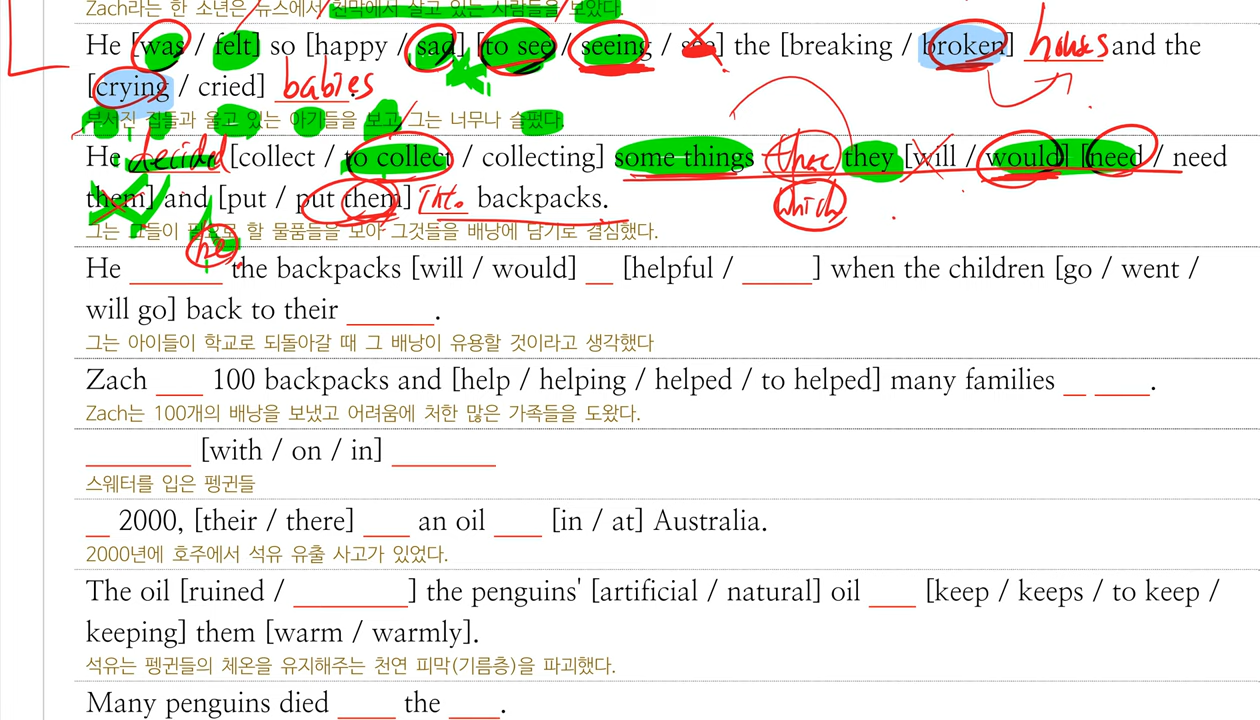 Zach라는 한 소년은 뉴스에서 천막에서 살고 있는 사람들을 보았다.
He [was / felt] so [happy / sad] [to see / seeing / see] the [breaking / broken] houses and the
[crying / cried] babies.
부서진 집들과 울고 있는 아기들을 보고 그는 너무나 슬펐다.
He decided [collect / to collect / collecting] some things that they [will / would] [need / need
them] and [put / put them] into backpacks. which
그는 그들이 필요로 할 물품들을 모아 그것들을 배낭에 담기로 결심했다.
he
He ______ the backpacks [will / would] __ [helpful / _____] when the children [go / went /
will go] back to their ______.
그는 아이들이 학교로 되돌아갈 때 그 배낭이 유용할 것이라고 생각했다
Zach ____ 100 backpacks and [help / helping / helped / to helped] many families __ ____.
Zach는 100개의 배낭을 보냈고 어려움에 처한 많은 가족들을 도왔다.
_______ [with / on / in] _______
스웨터를 입은 펭귄들
__ 2000, [their / there] ____ an oil ____ [in / at] Australia.
2000년에 호주에서 석유 유출 사고가 있었다.
The oil [ruined / ________] the penguins' [artificial / natural] oil ____ [keep / keeps / to keep /
keeping] them [warm / warmly].
석유는 펭귄들의 체온을 유지해주는 천연 피막(기름층)을 파괴했다.
Many penguins died ____ the ____.